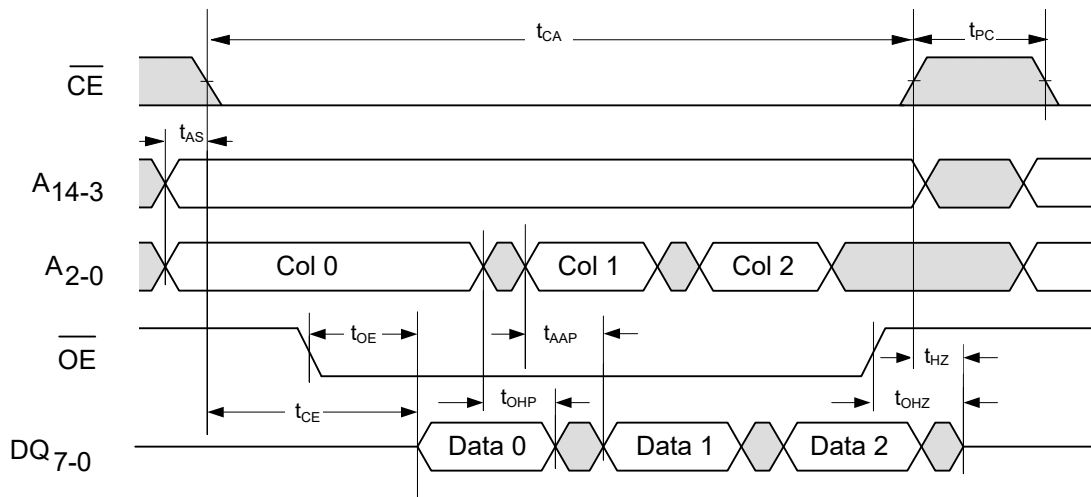 tCA
tPC
CE
tAS
A14-3
A2-0
Col 0
Col 1
Col 2
OE
tOE
tAAP
tHZ
tCE
tOHP
tOHZ
DQ7-0
Data 0
Data 1
Data 2